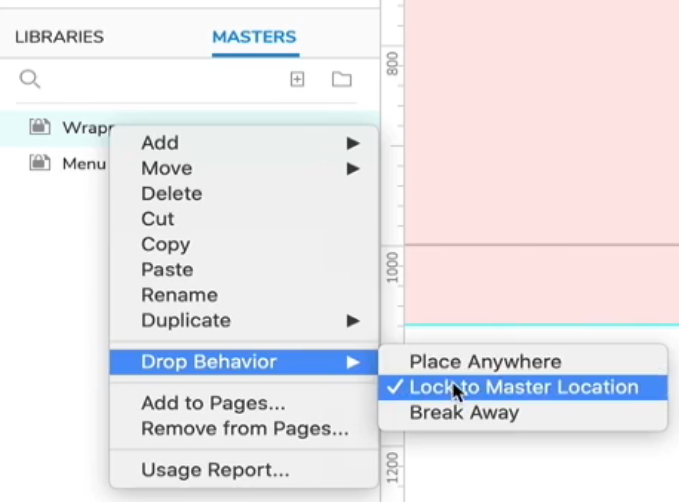 LIBRARIES MASTERS
Menu
Add
Move
Delete
Cut
Copy
Paste
Rename
Duplicate
Drop Behavior
Add to Pages...
Remove from Pages...
Usage Report...
Place Anywhere
Lock to Master Location
Break Away
800
1000
1200